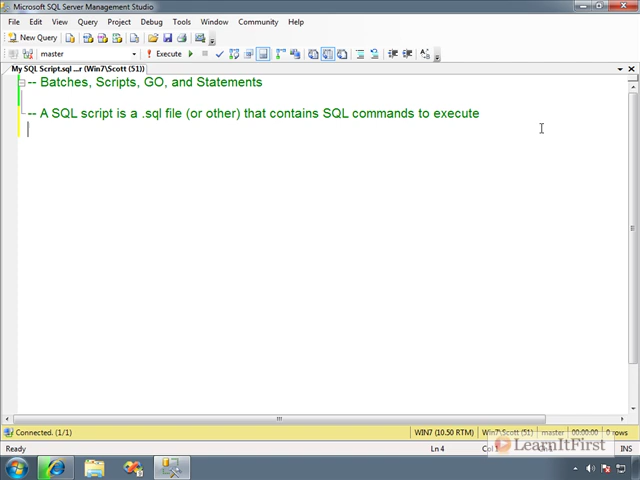 Microsoft SQL Server Management Studio
File Edit View Query Project Debug Tools Window Community Help
New Query
master Execute
My SQL Script.sql ...r (Win7\Scott (51))
-- Batches, Scripts, GO, and Statements
-- A SQL script is a .sql file (or other) that contains SQL commands to execute
Connected. (1/1) WIN7 (10.50 RTM) Win7\Scott (51) master 00:00:00 0 rows
LearnItFirst
Ready Ln 4 INS